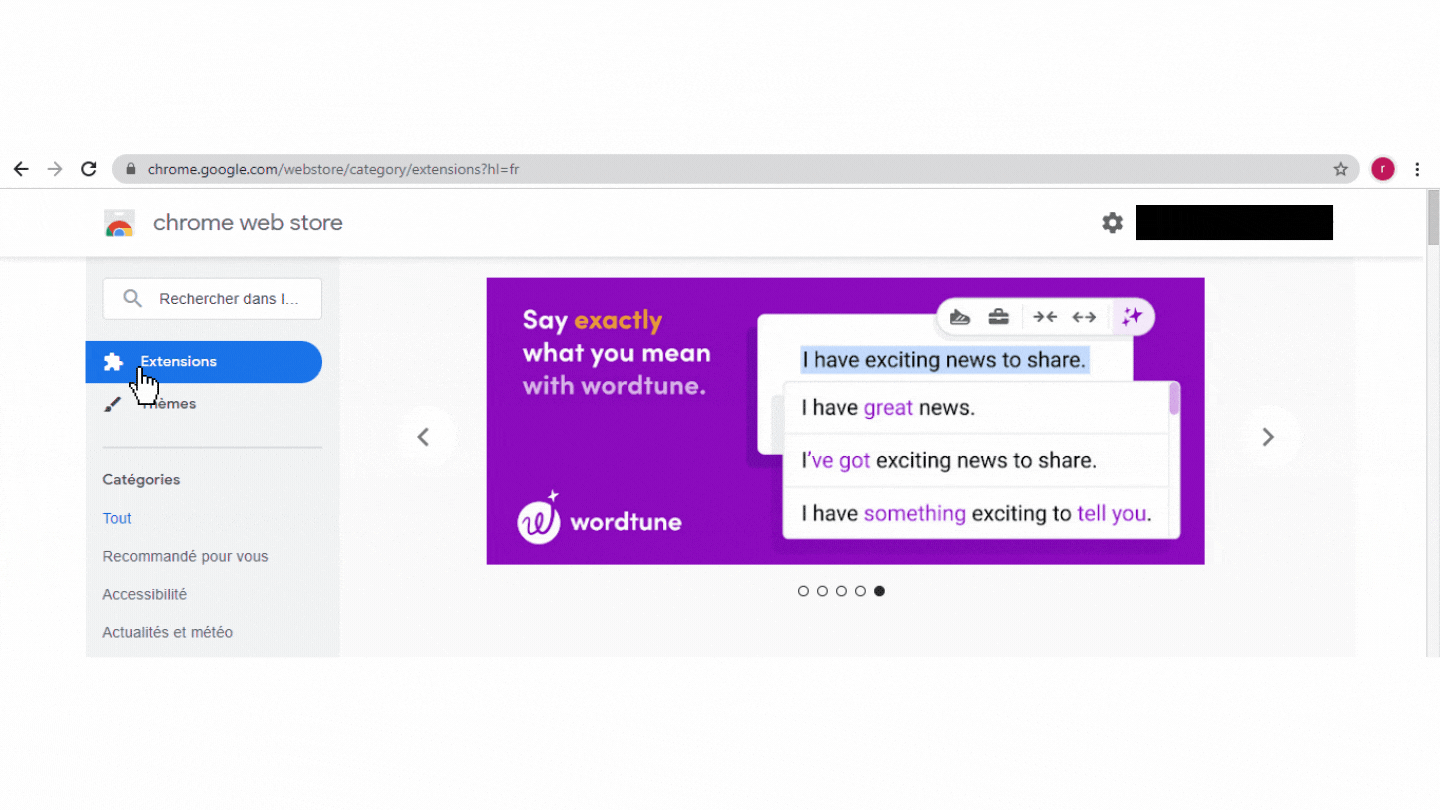 chrome.google.com/webstore/category/extensions?hl=fr
r
chrome web store
Rechercher dans l...
Extensions
Thèmes
Catégories
Tout
Recommandé pour vous
Accessibilité
Actualités et météo
Say exactly
what you mean
with wordtune.
wordtune
I have exciting news to share.
I have great news.
I've got exciting news to share.
I have something exciting to tell you.